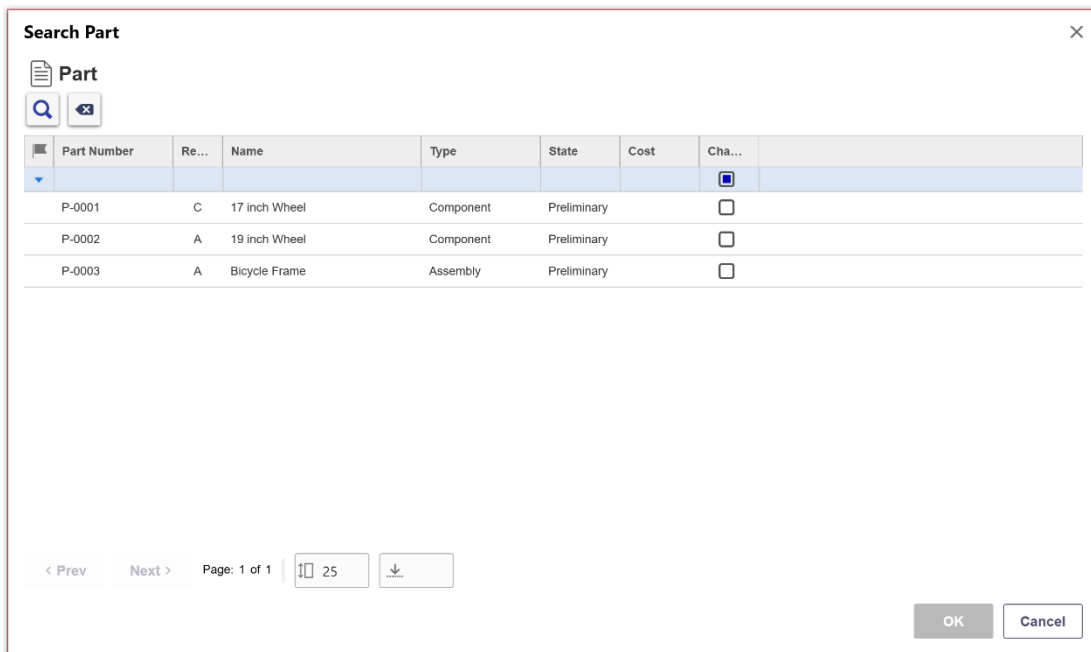 Search Part
Part
Part Number Re... Name Type State Cost Cha...
P-0001 C 17 inch Wheel Component Preliminary
P-0002 A 19 inch Wheel Component Preliminary
P-0003 A Bicycle Frame Assembly Preliminary
< Prev Next > Page: 1 of 1 25
OK Cancel